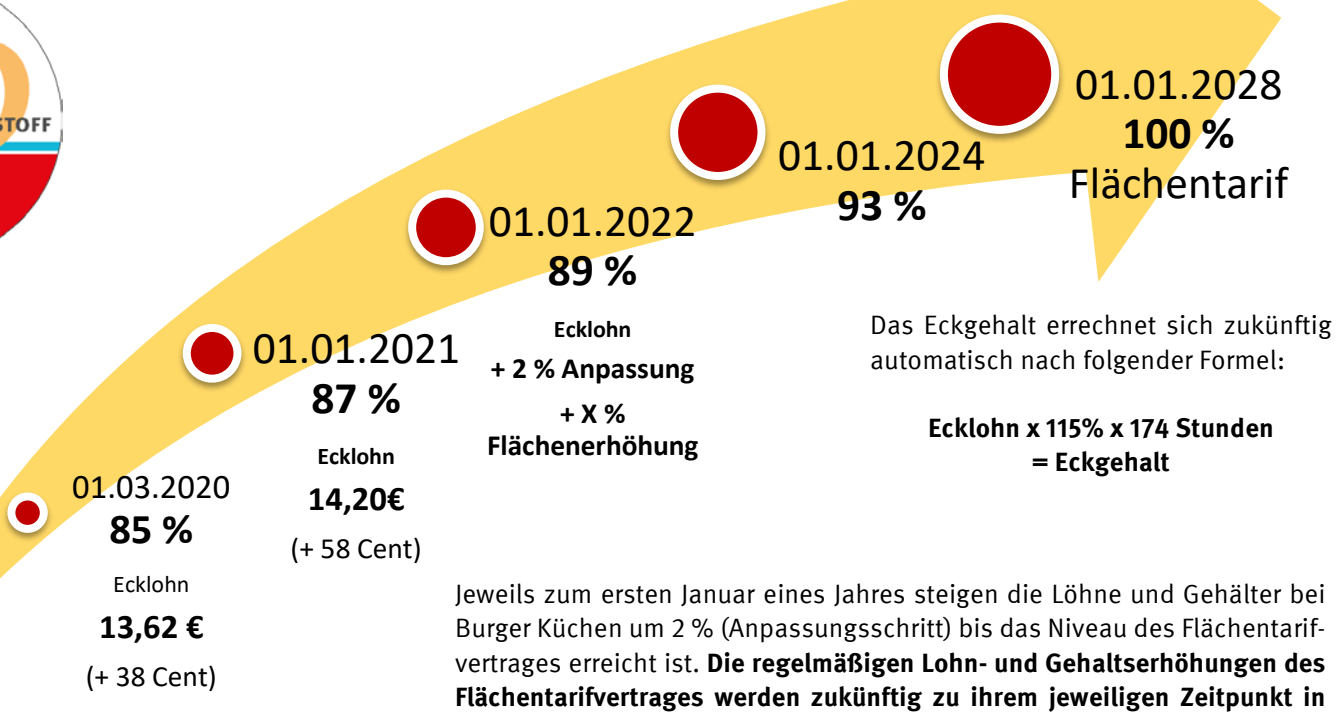 STOFF
01.03.2020
85 %
Ecklohn
13,62 €
(+ 38 Cent)
01.01.2021
87 %
Ecklohn
14,20€
(+ 58 Cent)
01.01.2022
89 %
Ecklohn
+ 2 % Anpassung
+ X %
Flächenerhöhung
01.01.2024
93 %
01.01.2028
100 %
Flächentarif
Das Eckgehalt errechnet sich zukünftig
automatisch nach folgender Formel:
Ecklohn x 115% x 174 Stunden
= Eckgehalt
Jeweils zum ersten Januar eines Jahres steigen die Löhne und Gehälter bei
Burger Küchen um 2 % (Anpassungsschritt) bis das Niveau des Flächentarif-
vertrages erreicht ist. Die regelmäßigen Lohn- und Gehaltserhöhungen des
Flächentarifvertrages werden zukünftig zu ihrem jeweiligen Zeitpunkt in